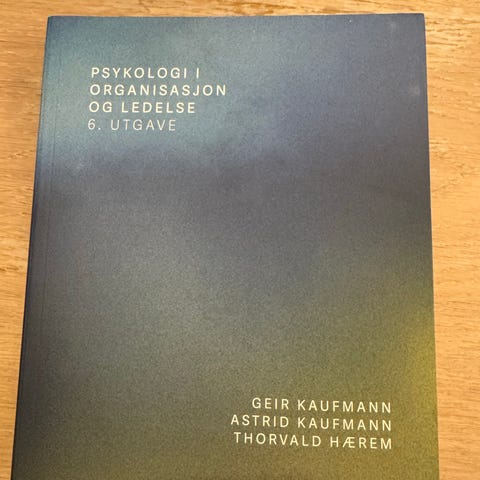 PSYKOLOGI I
ORGANISASJON
OG LEDELSE
6. UTGAVE
GEIR KAUFMANN
ASTRID KAUFMANN
THORVALD HÆREM